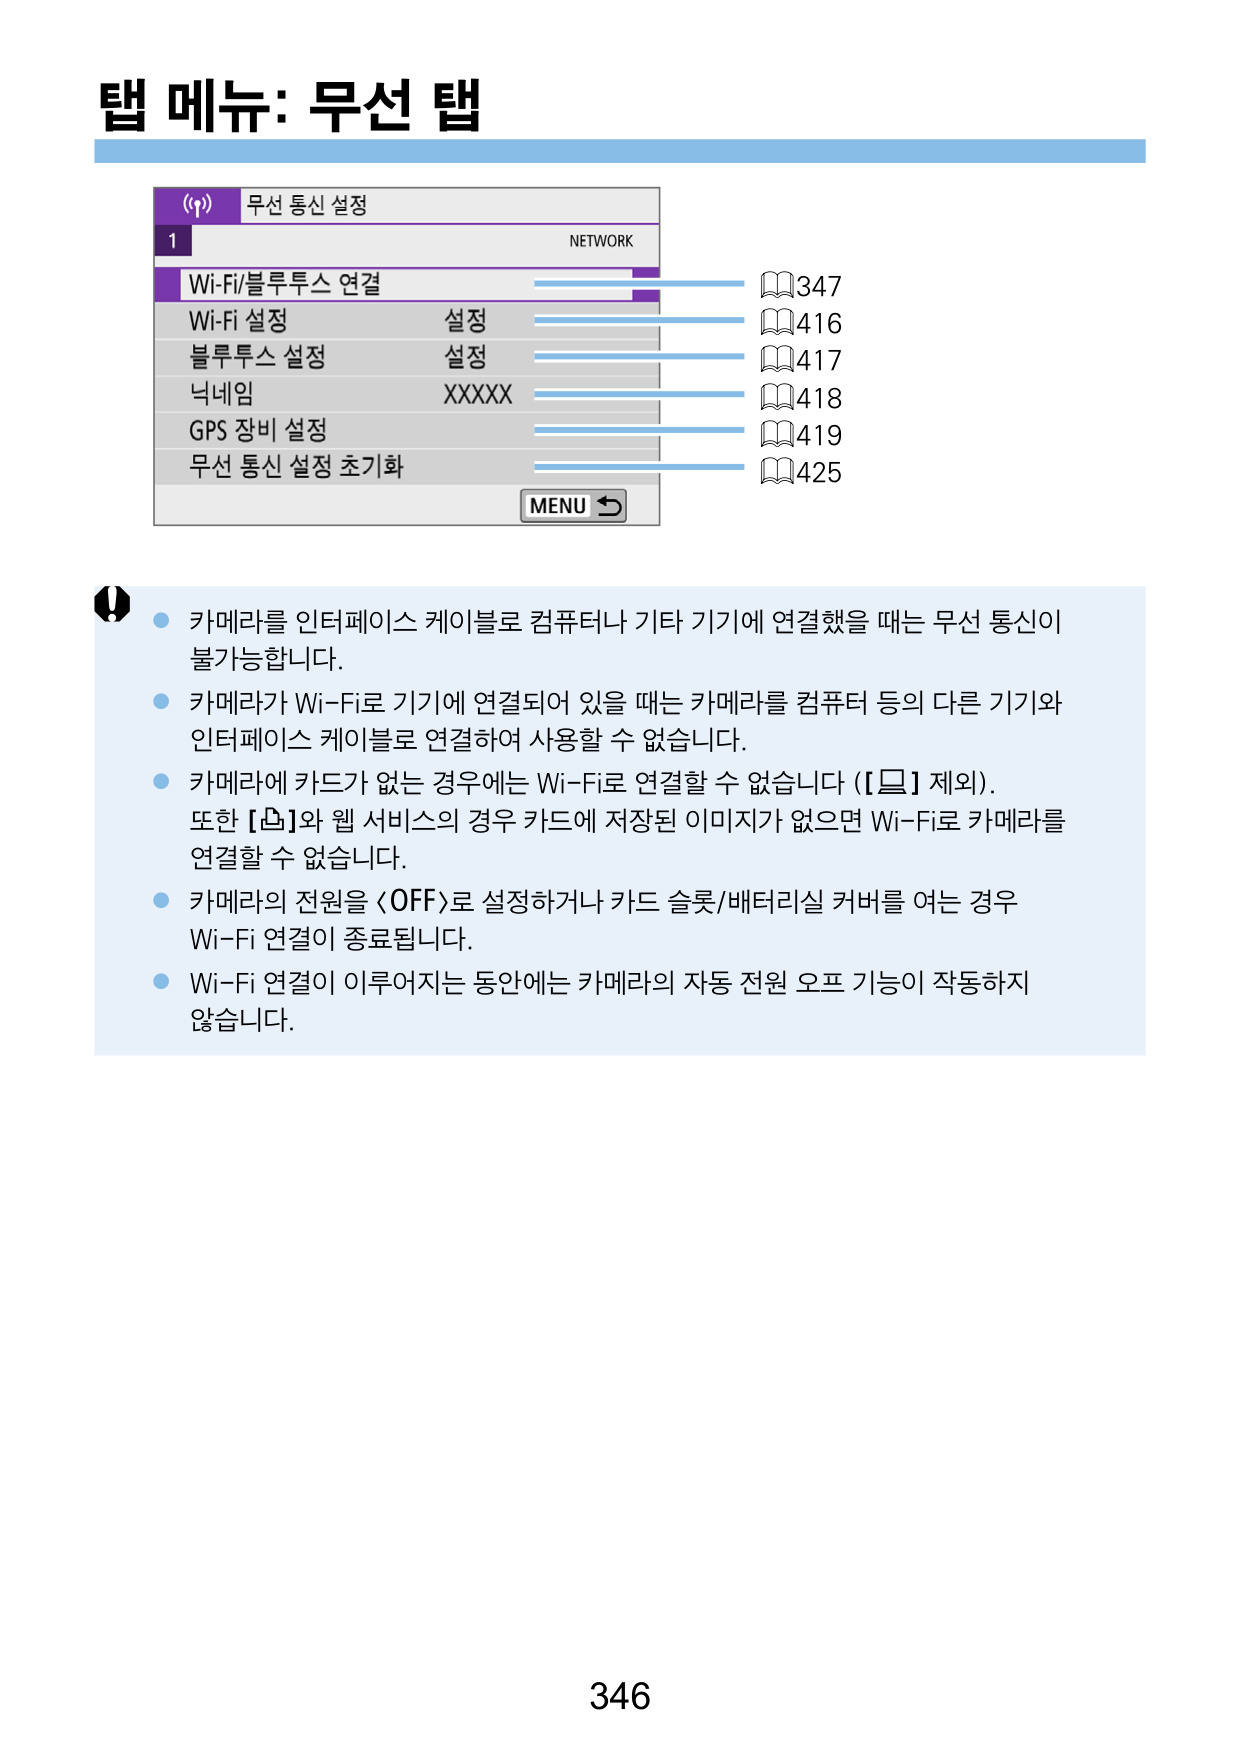 탭 메뉴: 무선 탭
무선 통신 설정
1
NETWORK
Wi-Fi/블루투스 연결 347
Wi-Fi 설정 설정 416
블루투스 설정 설정 417
닉네임 XXXXX 418
GPS 장비 설정 419
무선 통신 설정 초기화 425
MENU
● 카메라를 인터페이스 케이블로 컴퓨터나 기타 기기에 연결했을 때는 무선 통신이
불가능합니다.
● 카메라가 Wi-Fi로 기기에 연결되어 있을 때는 카메라를 컴퓨터 등의 다른 기기와
인터페이스 케이블로 연결하여 사용할 수 없습니다.
● 카메라에 카드가 없는 경우에는 Wi-Fi로 연결할 수 없습니다 ([ ] 제외).
또한 [ ]와 웹 서비스의 경우 카드에 저장된 이미지가 없으면 Wi-Fi로 카메라를
연결할 수 없습니다.
● 카메라의 전원을 <OFF>로 설정하거나 카드 슬롯/배터리실 커버를 여는 경우
Wi-Fi 연결이 종료됩니다.
● Wi-Fi 연결이 이루어지는 동안에는 카메라의 자동 전원 오프 기능이 작동하지
않습니다.
346